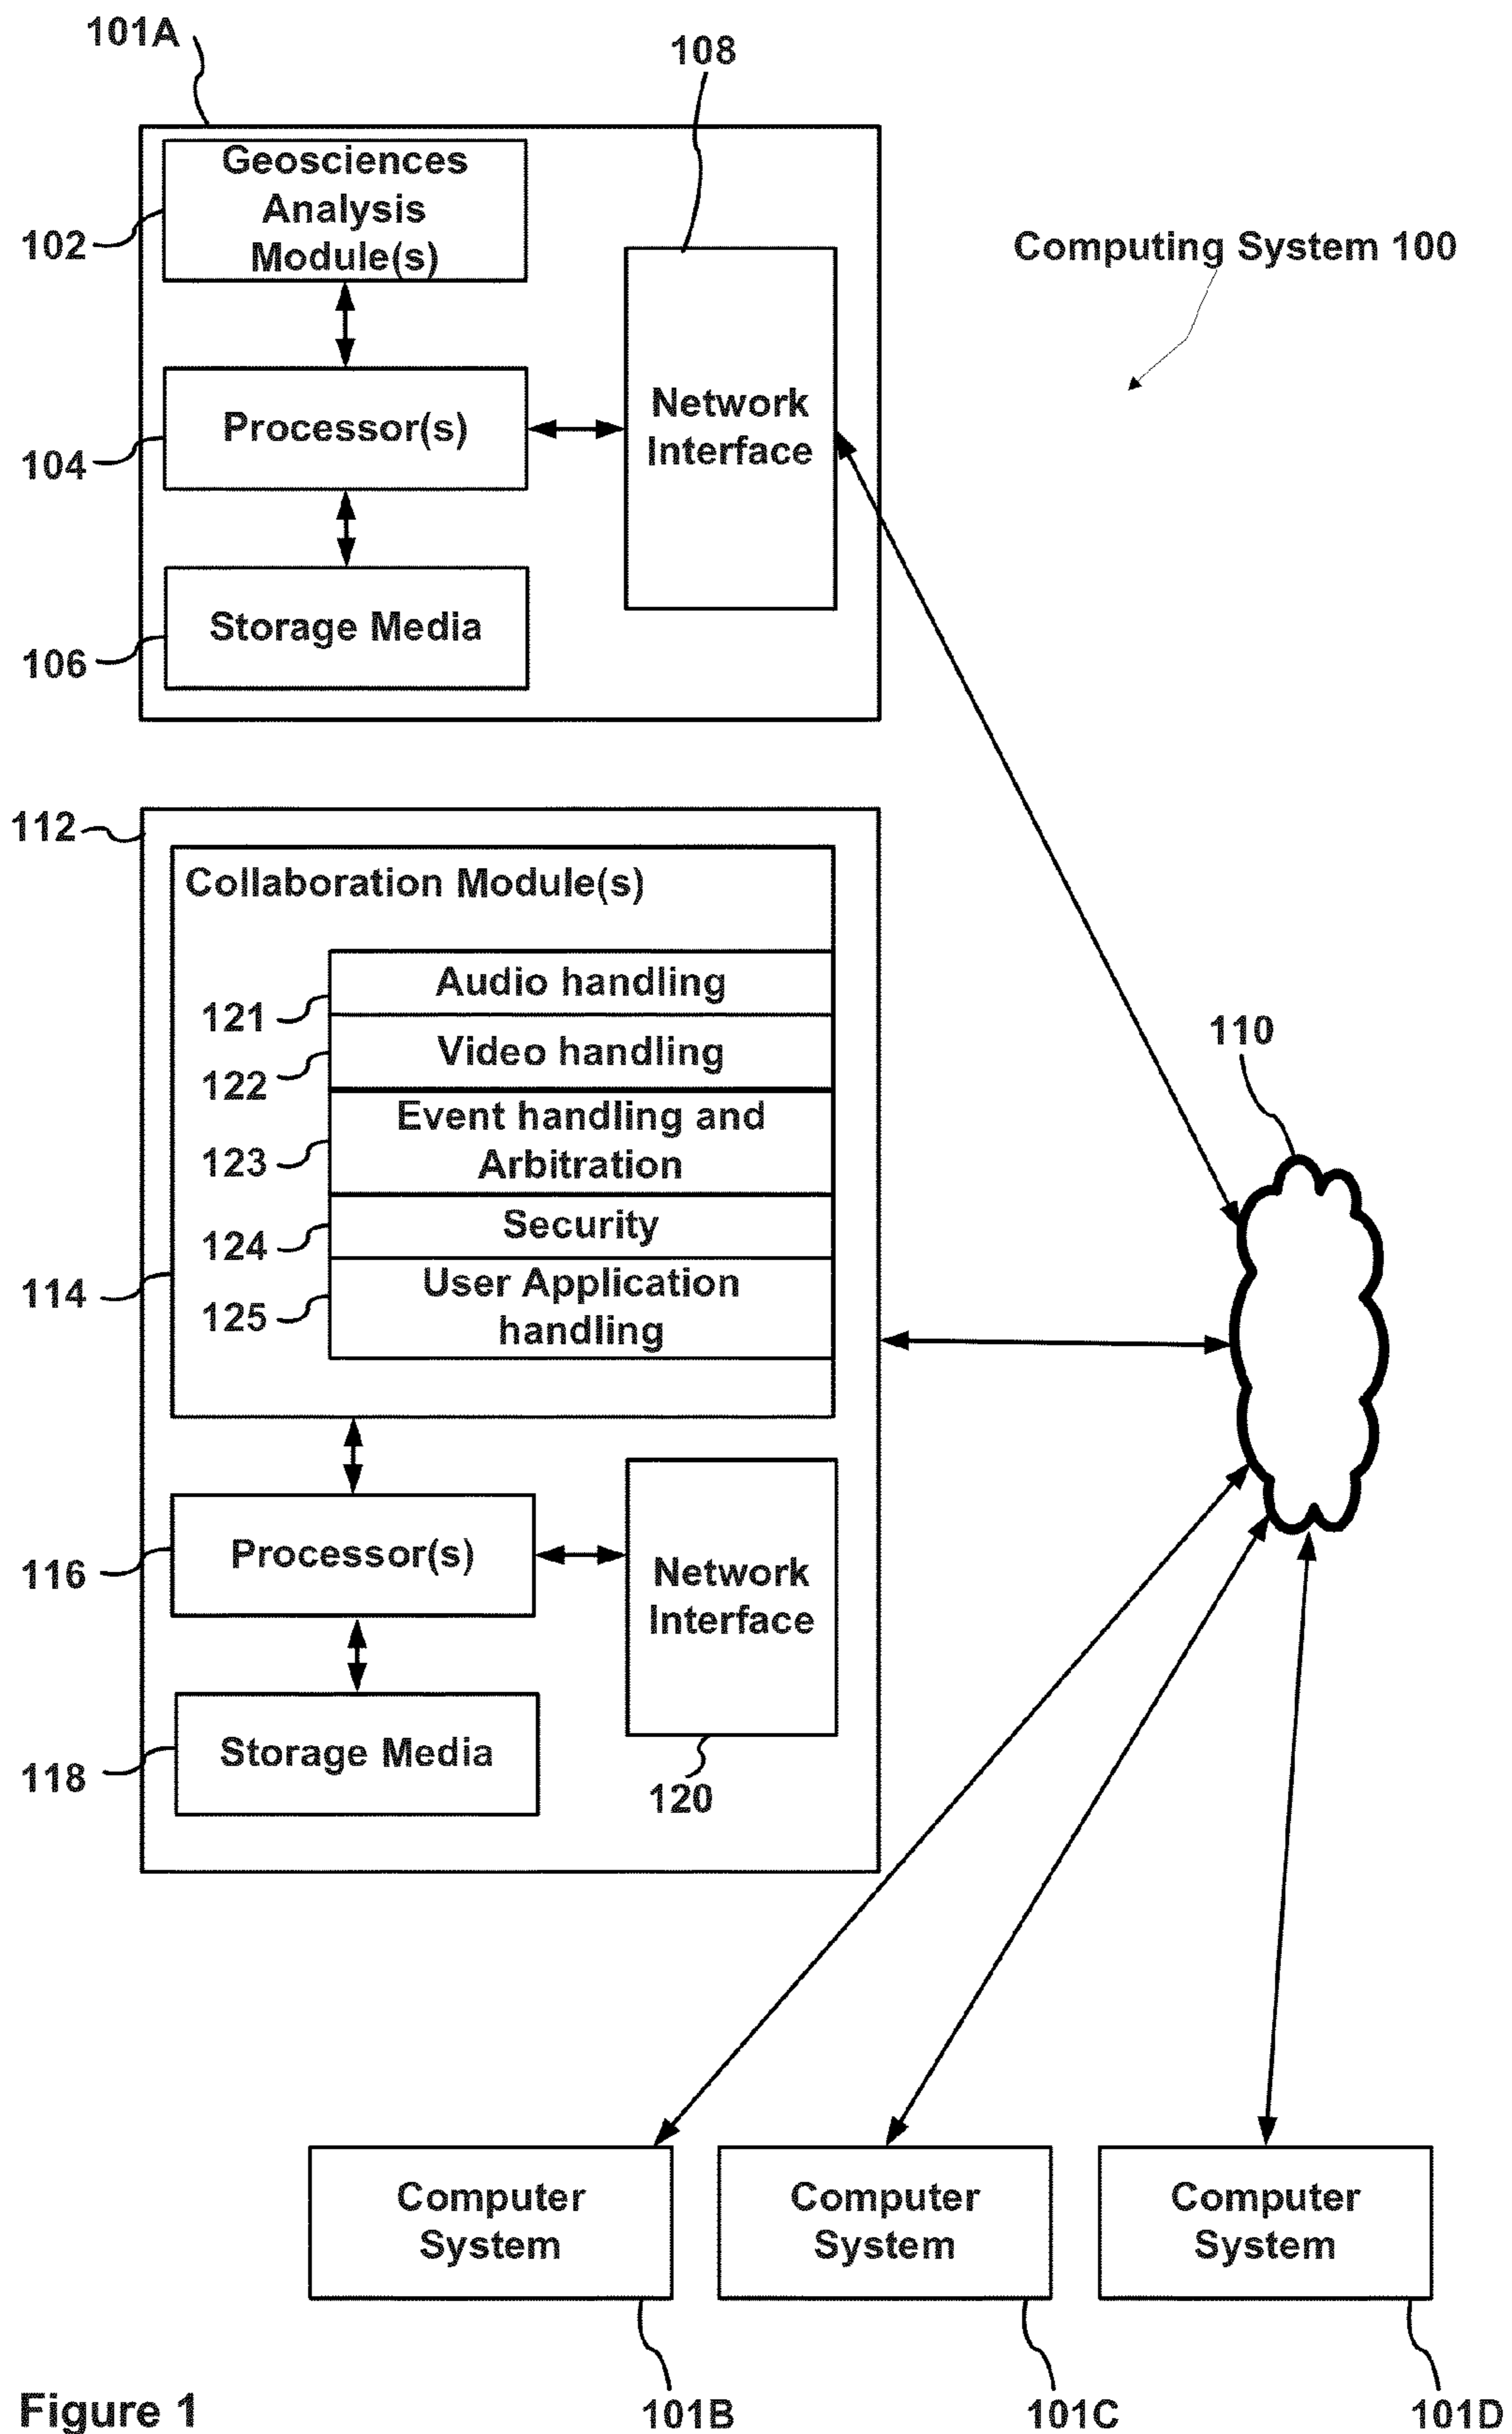 101A
108
Geosciences
Analysis
Module(s)
102
Computing System 100
Network
Interface
Processor(s)
104
Storage Media
106
112
Collaboration Module(s)
Audio handling
121
Video handling
122
110
Event handling and
Arbitration
123
Security
124
User Application
handling
114
125
Processor(s)
116
Network
Interface
Storage Media
118
120
Computer
System
Computer
System
Computer
System
Figure 1
101B
101C
101D